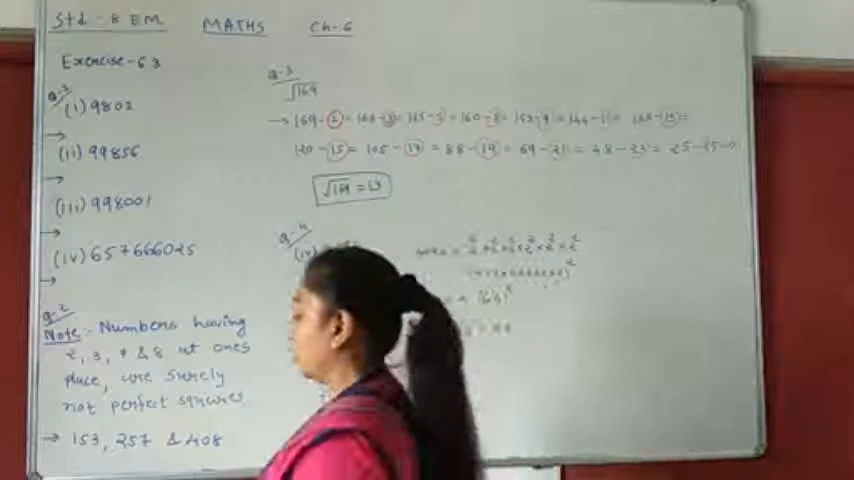 Std - 8 E.M.
MATHS
Ch-6
Exercise - 6.3
Q-1
(i) 9802
(ii) 99856
(iii) 998001
(iv) 657666025
Q-2
Note:- Numbers having
2, 3, 7 & 8 at ones
place, are surely
not perfect squares
→ 153, 257 & 408
Q-3
√169
→ 169 - 1 = 168 - 3 = 165 - 5 = 160 - 7 = 153 - 9 = 144 - 11 = 133 - 13 =
120 - 15 = 105 - 17 = 88 - 19 = 69 - 21 = 48 - 23 = 25 - 25 = 0
√169 = 13
Q-4